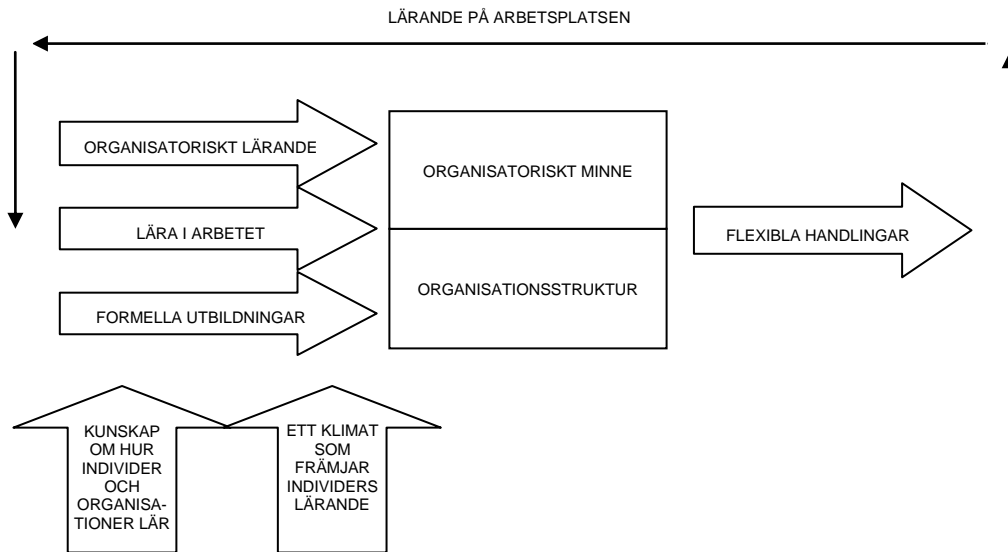 LÄRANDE PÅ ARBETSPLATSEN
ORGANISATORISKT LÄRANDE
ORGANISATORISKT MINNE
LÄRA I ARBETET
FLEXIBLA HANDLINGAR
ORGANISATIONSSTRUKTUR
FORMELLA UTBILDNINGAR
KUNSKAP
OM HUR
INDIVIDER
OCH
ORGANISA-
TIONER LÄR
ETT KLIMAT
SOM
FRÄMJAR
INDIVIDERS
LÄRANDE